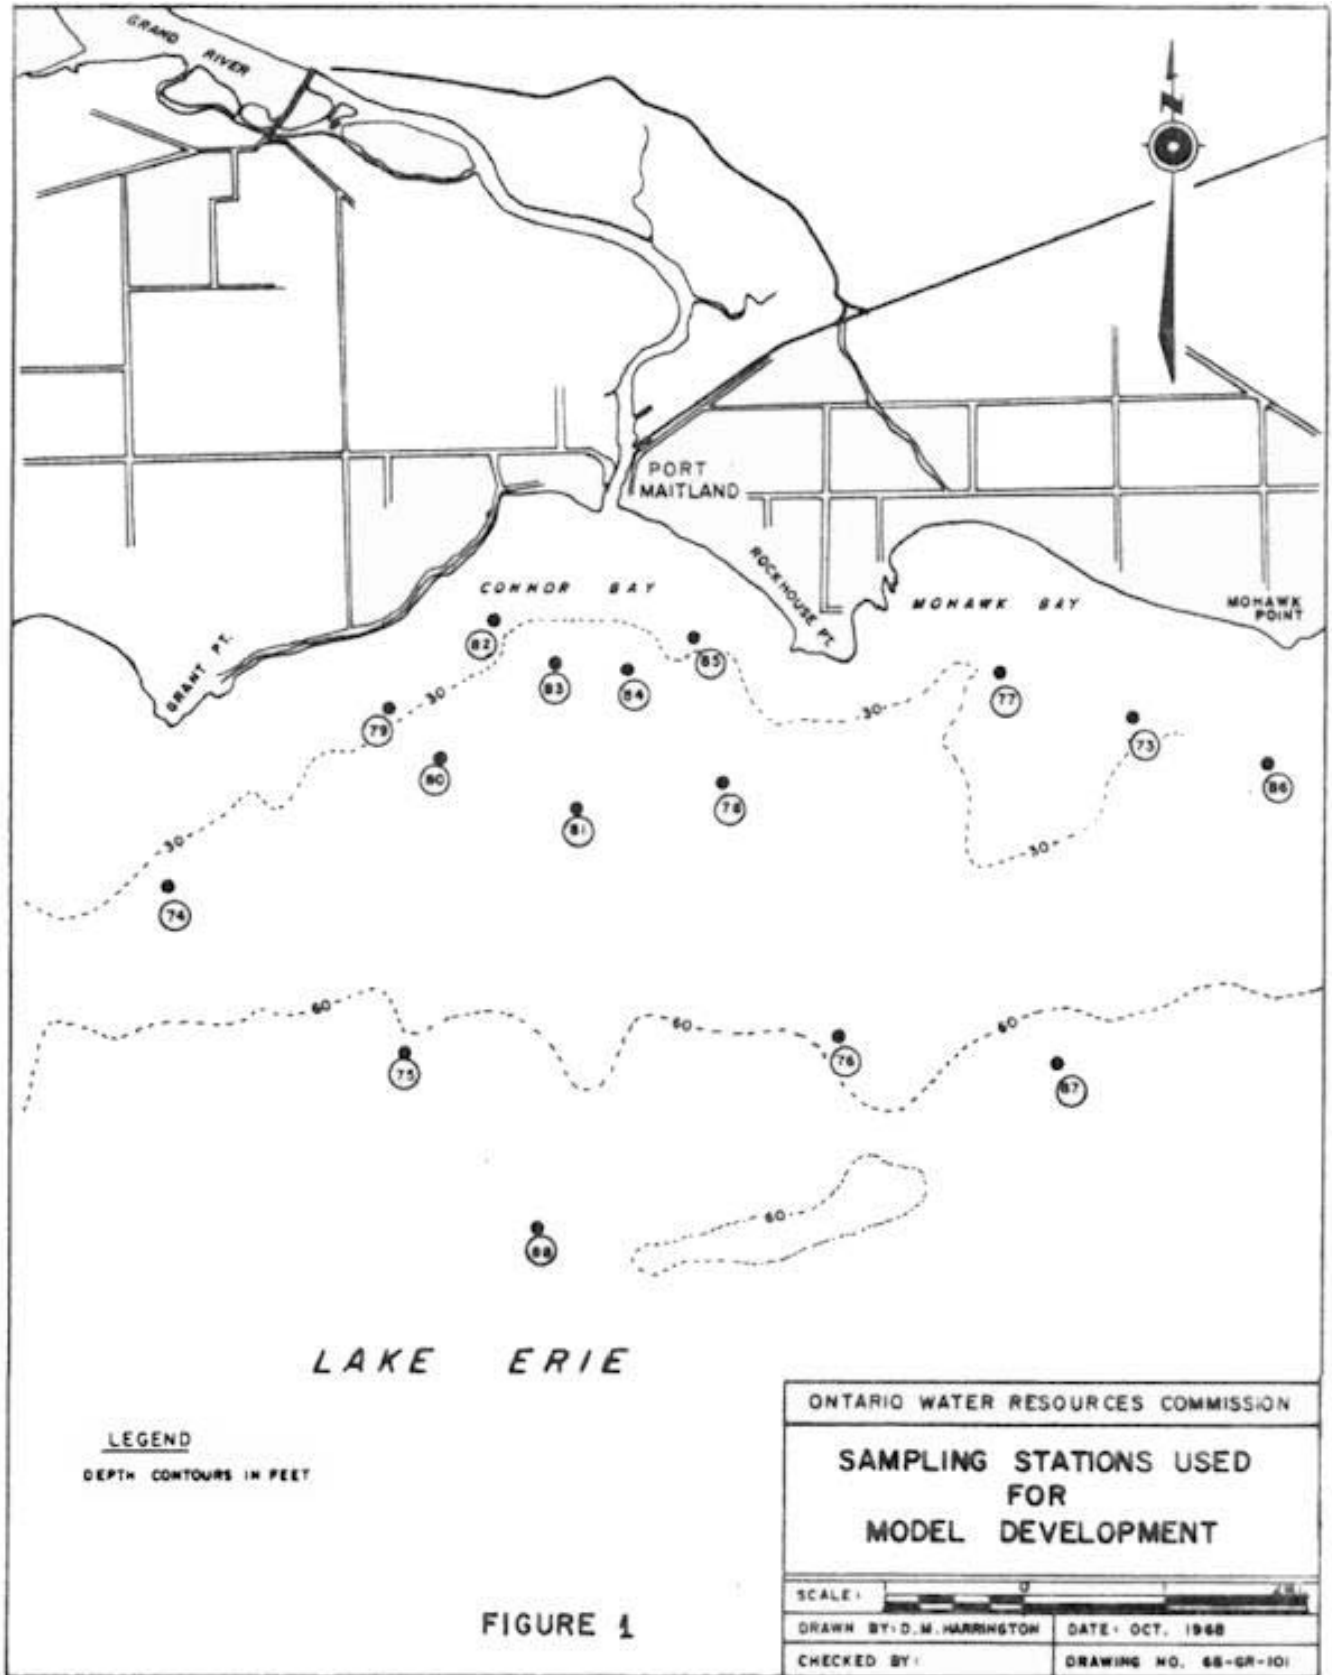 GRAND RIVER
N
PORT
MAITLAND
CONNOR BAY
ROCKHOUSE PT.
MOHAWK BAY
MOHAWK
POINT
GRANT PT.
82
83
84
85
77
79
30
30
73
80
78
86
81
30
30
74
60
60
60
75
76
87
60
88
LAKE ERIE
LEGEND
DEPTH CONTOURS IN FEET
ONTARIO WATER RESOURCES COMMISSION
SAMPLING STATIONS USED
FOR
MODEL DEVELOPMENT
SCALE: 0 1
DRAWN BY: D.M. HARRINGTON DATE: OCT. 1968
CHECKED BY: DRAWING NO. 68-GR-101
FIGURE 1